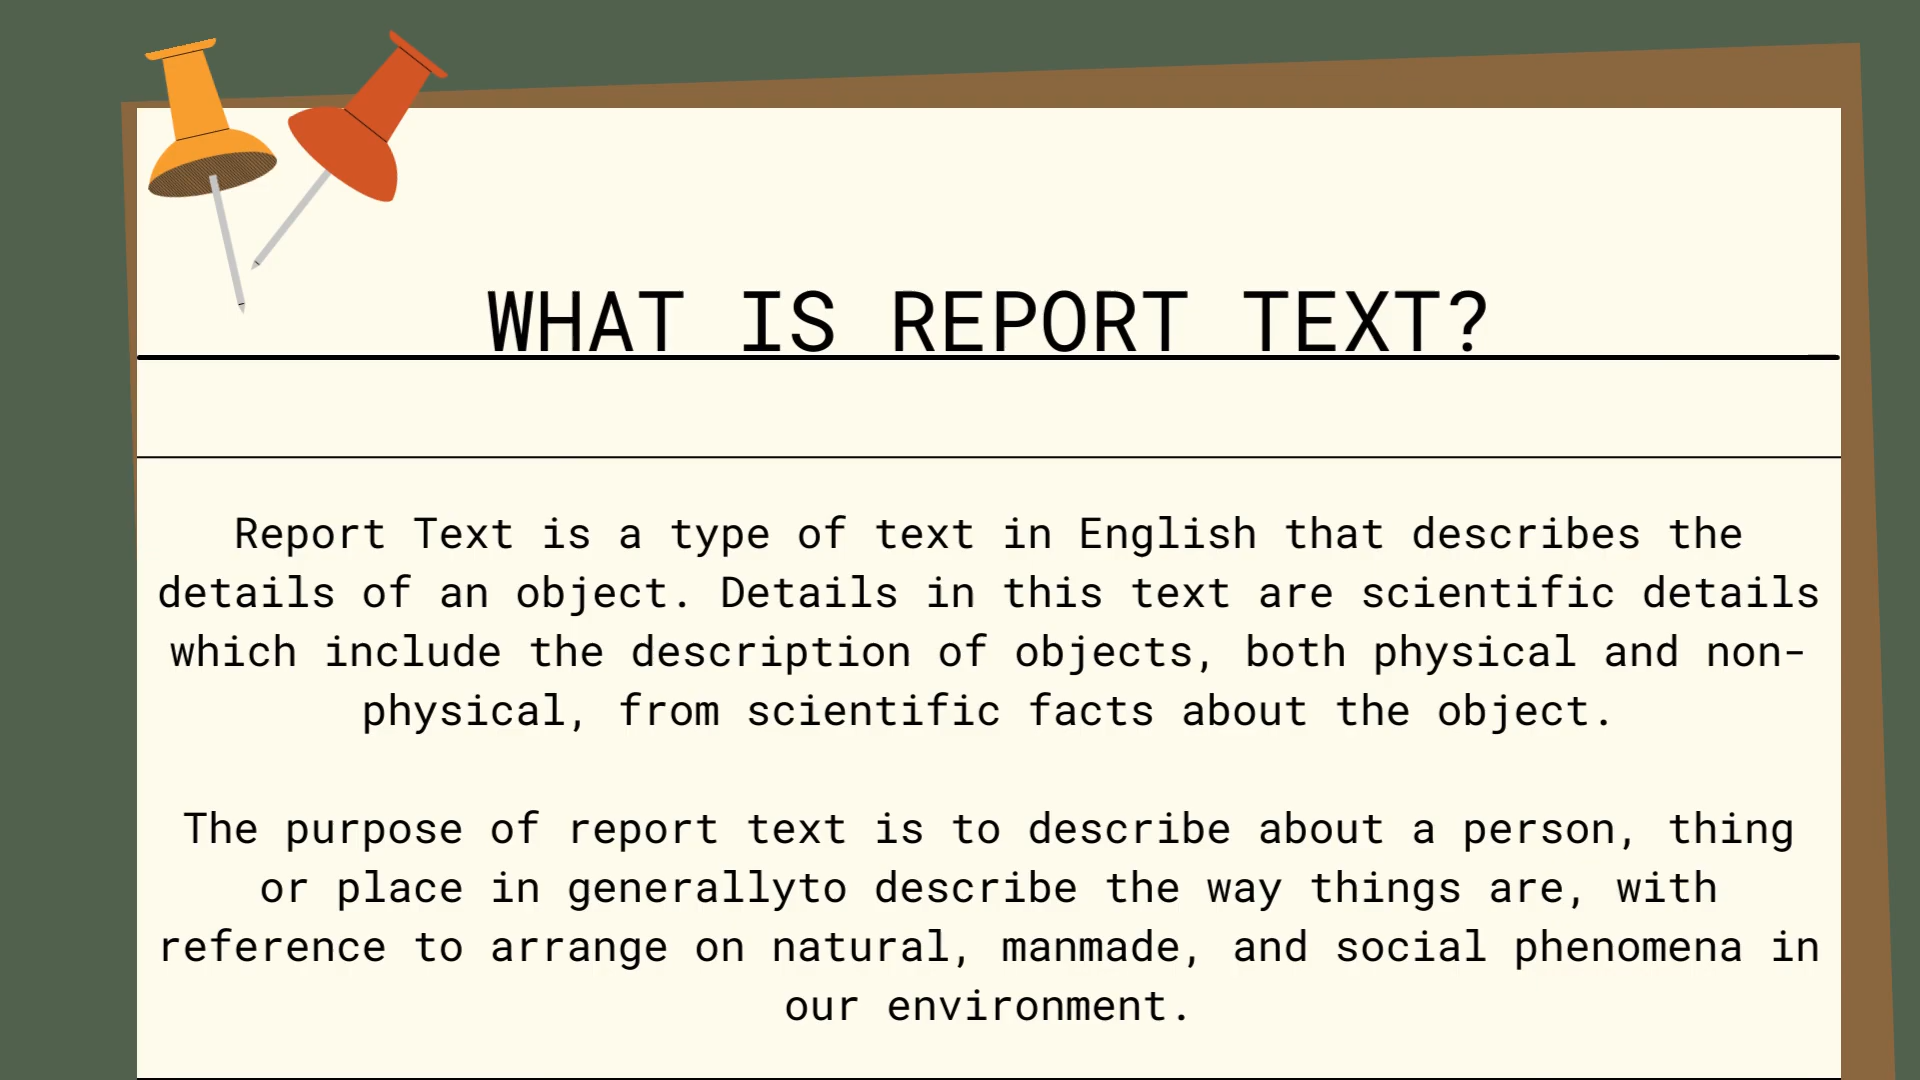 WHAT IS REPORT TEXT?
Report Text is a type of text in English that describes the
details of an object. Details in this text are scientific details
which include the description of objects, both physical and non-
physical, from scientific facts about the object.
The purpose of report text is to describe about a person, thing
or place in generallyto describe the way things are, with
reference to arrange on natural, manmade, and social phenomena in
our environment.